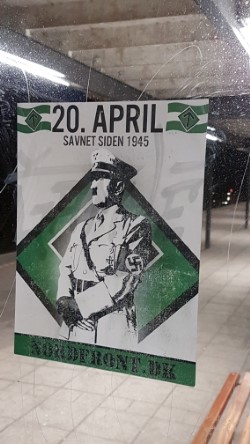 20. APRIL
SAVNET SIDEN 1945
NORDFRONT.DK